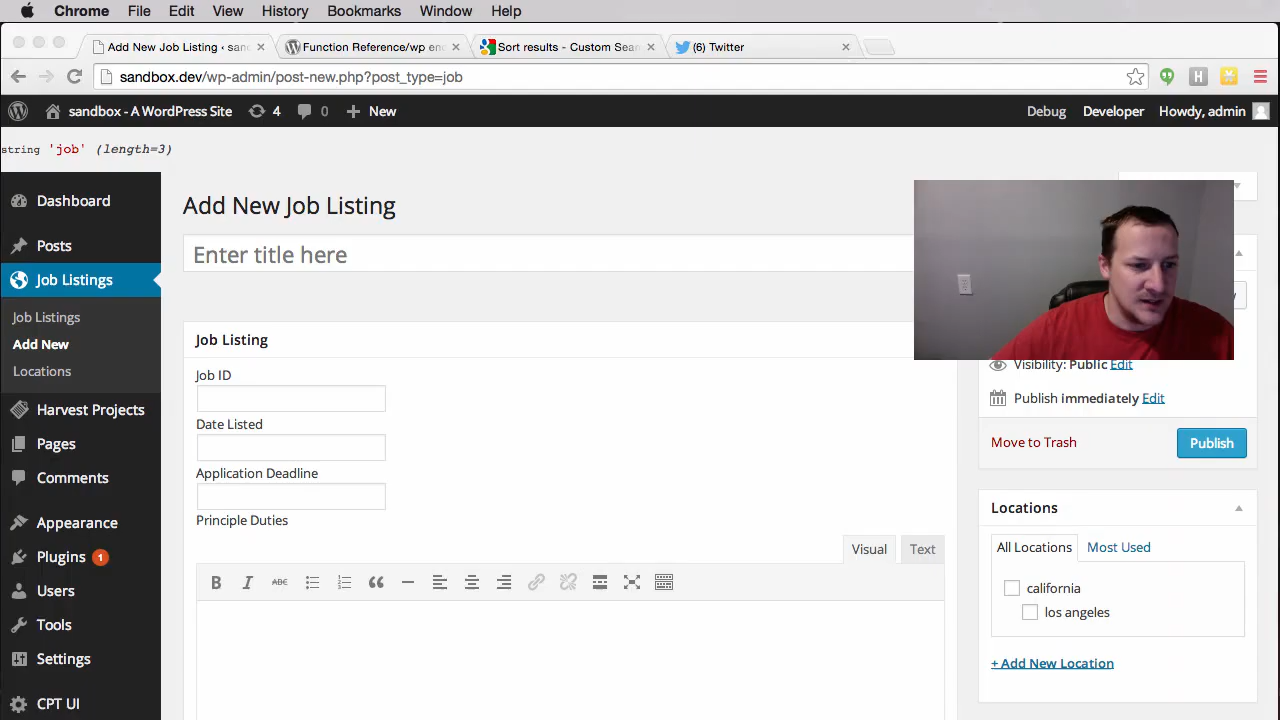 Chrome File Edit View History Bookmarks Window Help
Add New Job Listing ‹ san
Function Reference/wp en
Sort results - Custom Sear
(6) Twitter
sandbox.dev/wp-admin/post-new.php?post_type=job
sandbox - A WordPress Site 4 0 New Debug Developer Howdy, admin
string 'job' (length=3)
Dashboard
Posts
Job Listings
Job Listings
Add New
Locations
Harvest Projects
Pages
Comments
Appearance
Plugins 1
Users
Tools
Settings
CPT UI
Add New Job Listing
Enter title here
Job Listing
Job ID
Date Listed
Application Deadline
Principle Duties
Visual Text
B I ABC
Visibility: Public Edit
Publish immediately Edit
Move to Trash Publish
Locations
All Locations Most Used
california
los angeles
+ Add New Location